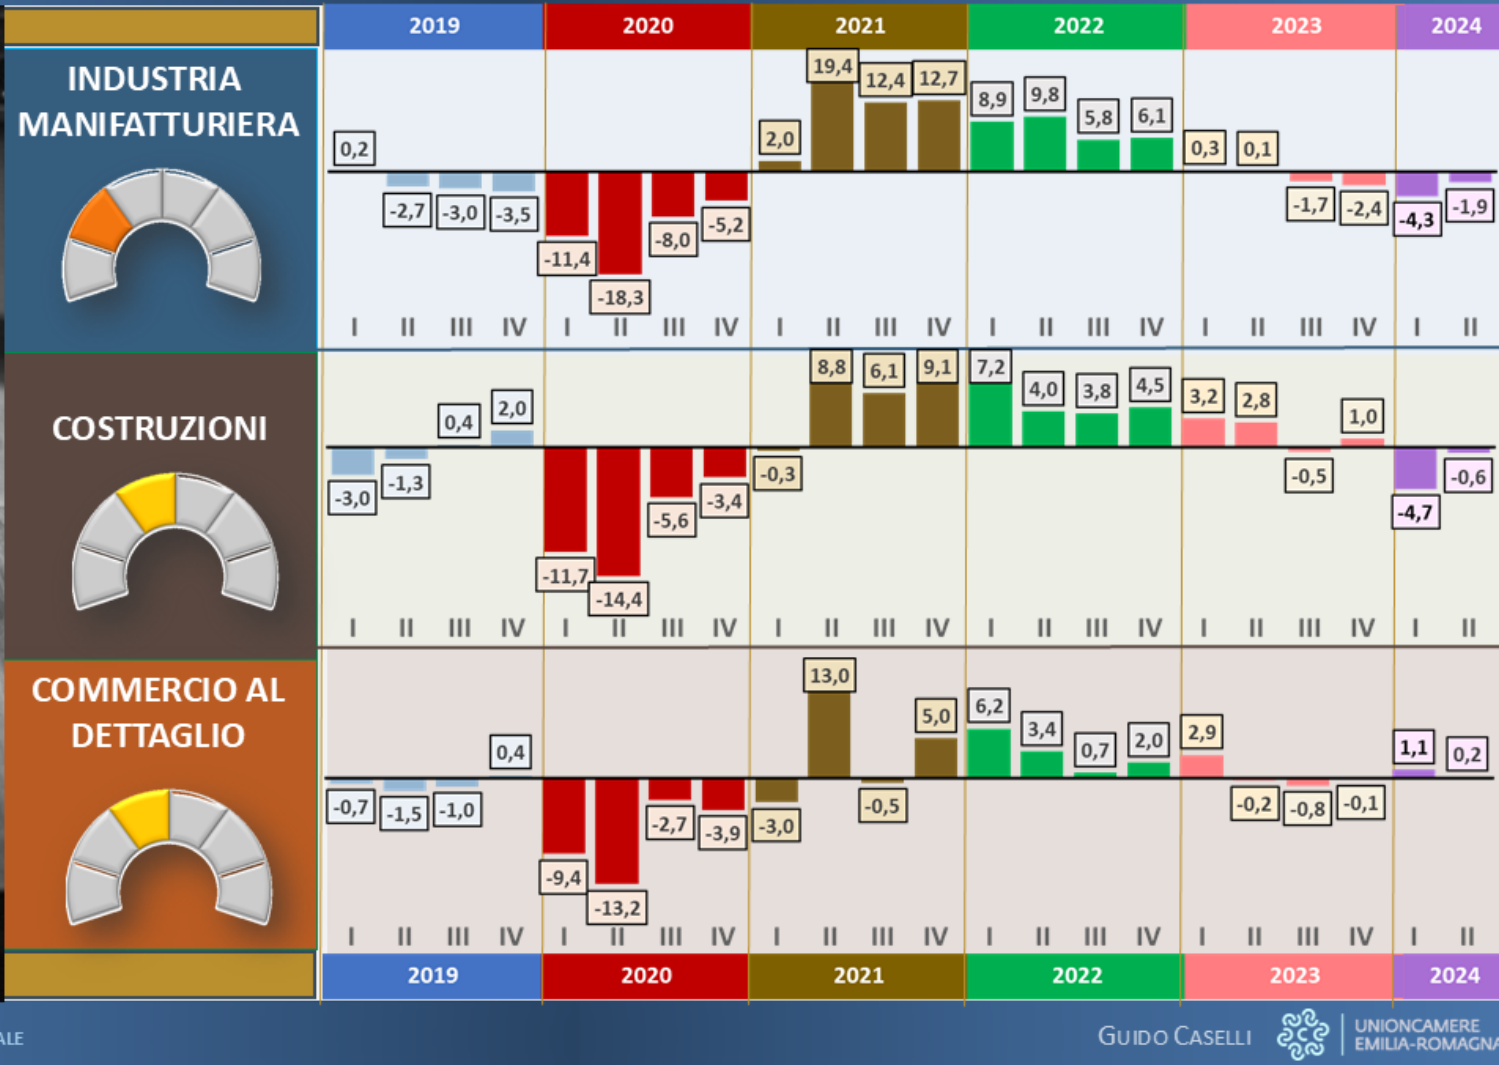 2019 2020 2021 2022 2023 2024
INDUSTRIA
MANIFATTURIERA
0,2 -2,7 -3,0 -3,5 -11,4 -18,3 -8,0 -5,2 2,0 19,4 12,4 12,7 8,9 9,8 5,8 6,1 0,3 0,1 -1,7 -2,4 -4,3 -1,9
I II III IV I II III IV I II III IV I II III IV I II III IV I II
COSTRUZIONI
-3,0 -1,3 0,4 2,0 -11,7 -14,4 -5,6 -3,4 -0,3 8,8 6,1 9,1 7,2 4,0 3,8 4,5 3,2 2,8 -0,5 1,0 -4,7 -0,6
I II III IV I II III IV I II III IV I II III IV I II III IV I II
COMMERCIO AL
DETTAGLIO
-0,7 -1,5 -1,0 0,4 -9,4 -13,2 -2,7 -3,9 -3,0 13,0 -0,5 5,0 6,2 3,4 0,7 2,0 2,9 -0,2 -0,8 -0,1 1,1 0,2
I II III IV I II III IV I II III IV I II III IV I II III IV I II
2019 2020 2021 2022 2023 2024
ALE
GUIDO CASELLI
UNIONCAMERE
EMILIA-ROMAGNA